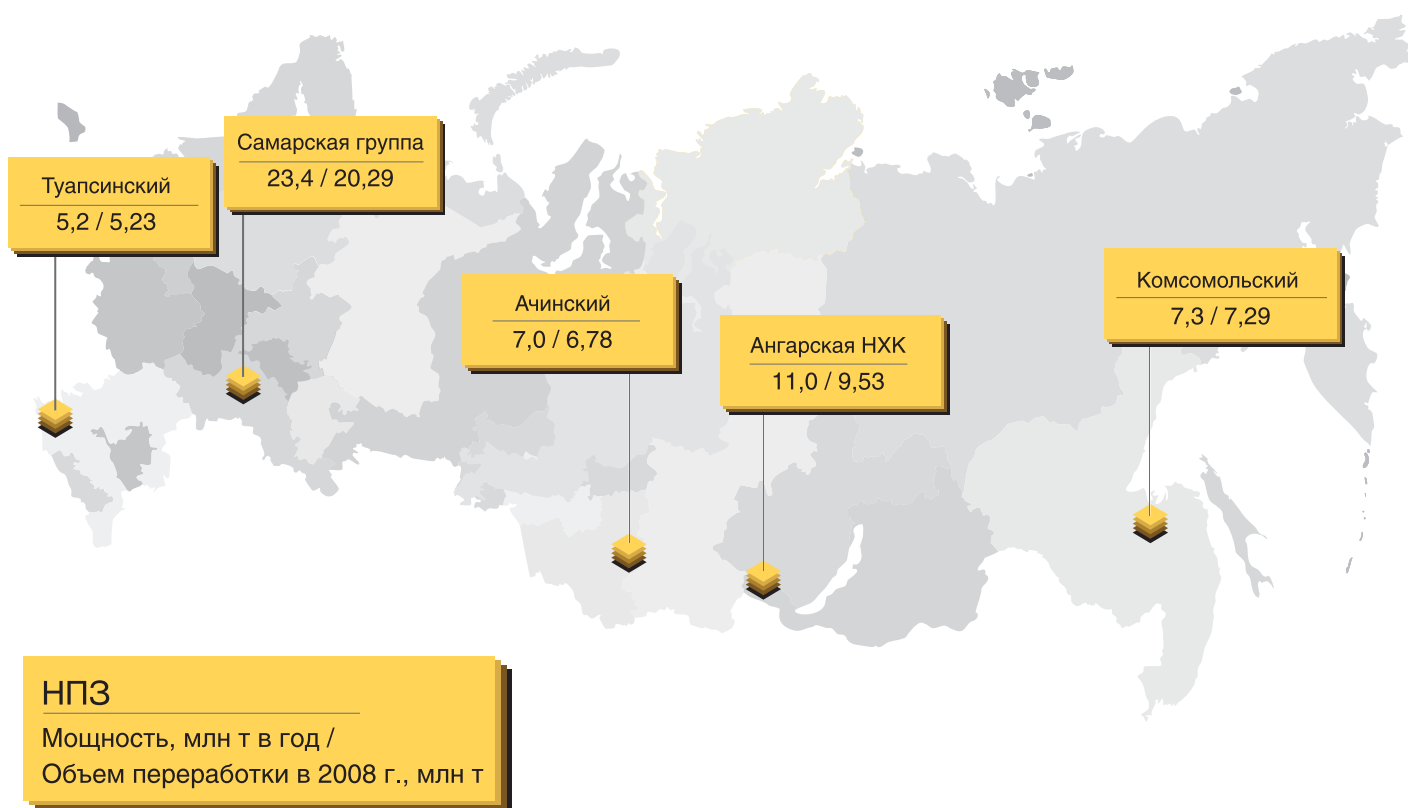 Самарская группа
23,4 / 20,29
Туапсинский
5,2 / 5,23
Ачинский
7,0 / 6,78
Ангарская НХК
11,0 / 9,53
Комсомольский
7,3 / 7,29
НПЗ
Мощность, млн т в год /
Объем переработки в 2008 г., млн т